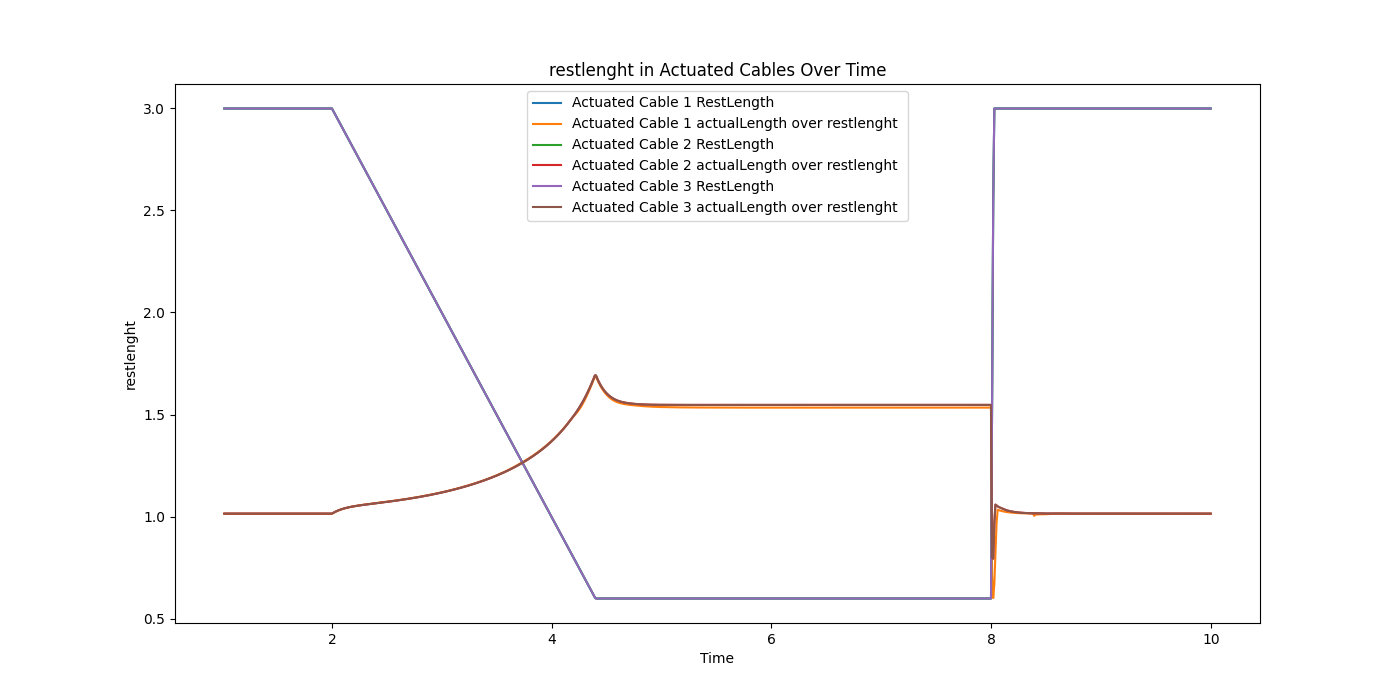 restlenght in Actuated Cables Over Time
Actuated Cable 1 RestLength
Actuated Cable 1 actualLength over restlenght
Actuated Cable 2 RestLength
Actuated Cable 2 actualLength over restlenght
Actuated Cable 3 RestLength
Actuated Cable 3 actualLength over restlenght
restlenght
3.0
2.5
2.0
1.5
1.0
0.5
2 4 6 8 10
Time